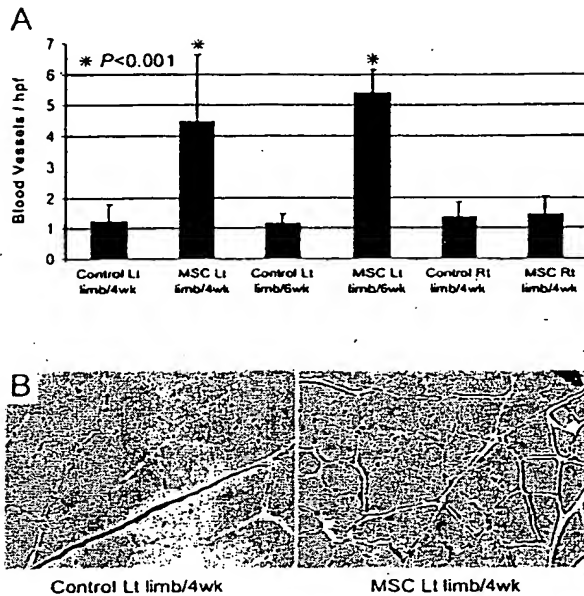 A
* P<0.001
Blood Vessels / hpf
7
6
5
4
3
2
1
0
*
*
Control Lt limb/4wk
MSC Lt limb/4wk
Control Lt limb/6wk
MSC Lt limb/6wk
Control Rt limb/4wk
MSC Rt limb/4wk
B
Control Lt limb/4wk
MSC Lt limb/4wk